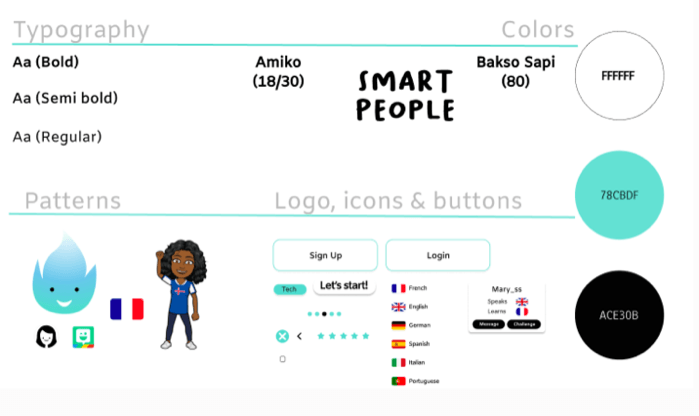 Typography
Colors
Aa (Bold)
Aa (Semi bold)
Aa (Regular)
Amiko
(18/30)
SMART
PEOPLE
Bakso Sapi
(80)
FFFFFF
78CBDF
ACE30B
Patterns
Logo, icons & buttons
Sign Up
Login
Tech
Let's start!
French
English
German
Spanish
Italian
Portuguese
Mary_ss
Speaks
Learns
Message
Challenge